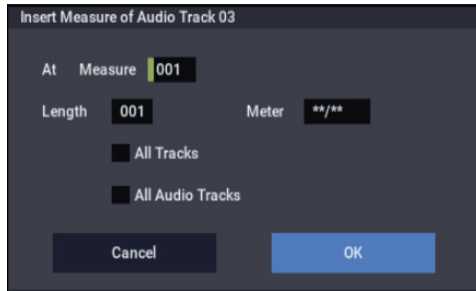 Insert Measure of Audio Track 03
At Measure 001
Length 001 Meter **/**
All Tracks
All Audio Tracks
Cancel OK